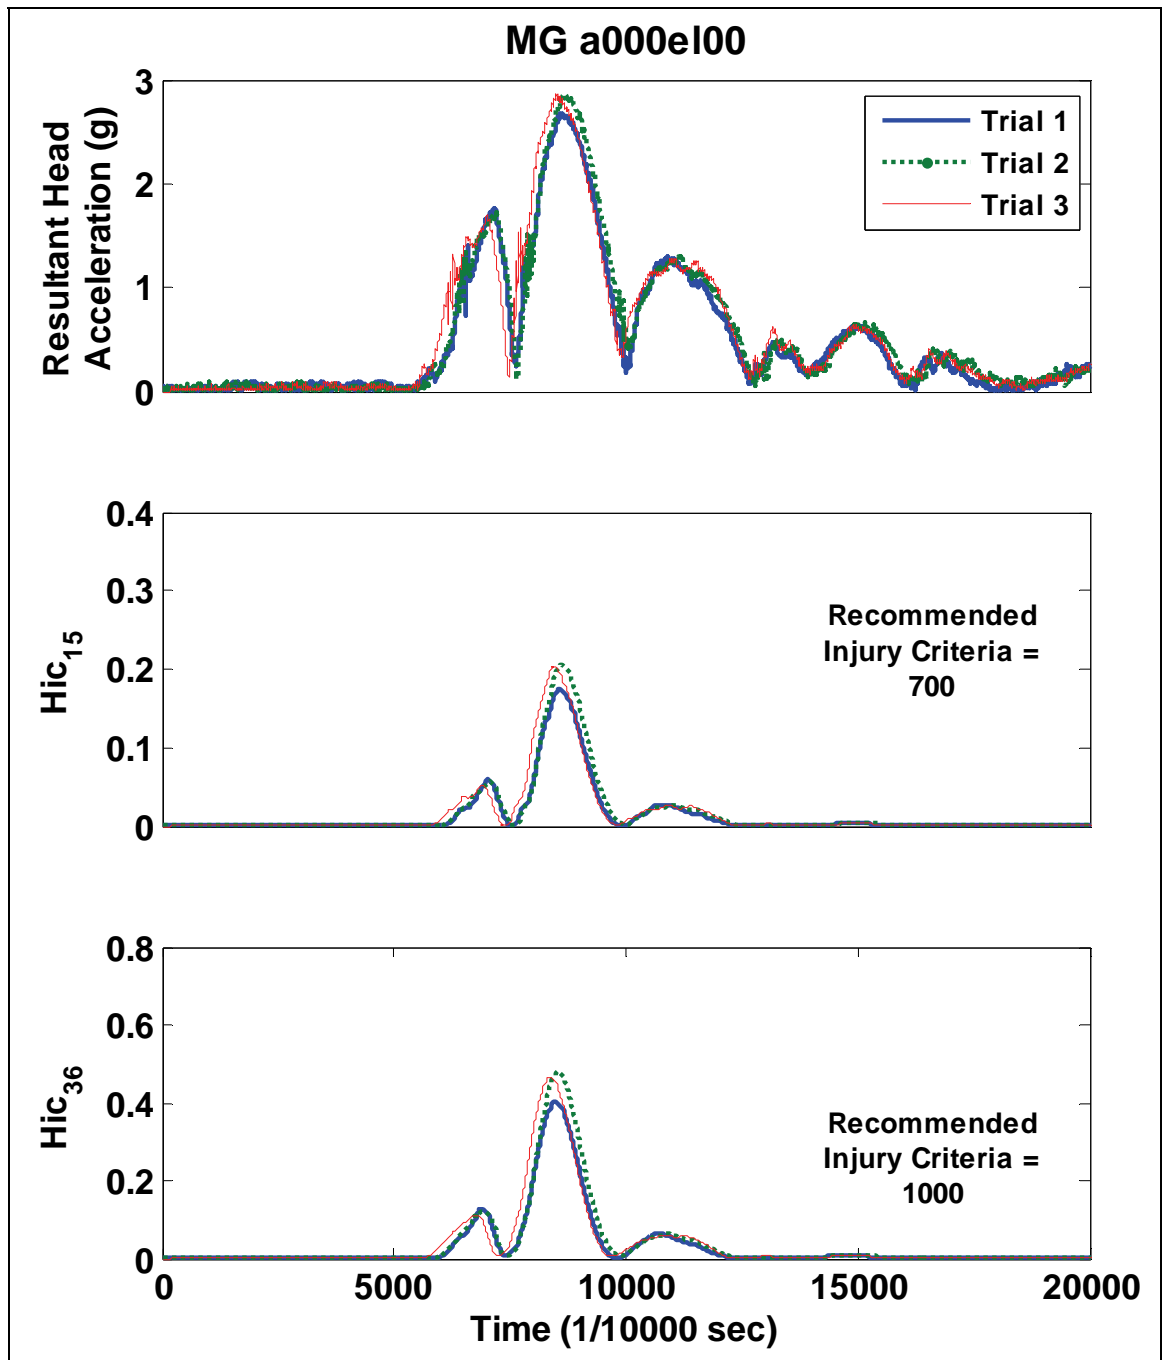 MG a000el00
Resultant Head
Acceleration (g)
3
2
1
0
Trial 1
Trial 2
Trial 3
Hic15
0.4
0.3
0.2
0.1
0
Recommended
Injury Criteria =
700
Hic36
0.8
0.6
0.4
0.2
0
Recommended
Injury Criteria =
1000
0 5000 10000 15000 20000
Time (1/10000 sec)